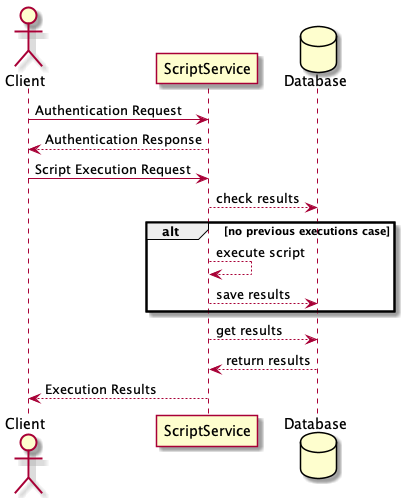 Client
ScriptService
Database
Authentication Request
Authentication Response
Script Execution Request
check results
alt
[no previous executions case]
execute script
save results
get results
return results
Execution Results
Client
ScriptService
Database